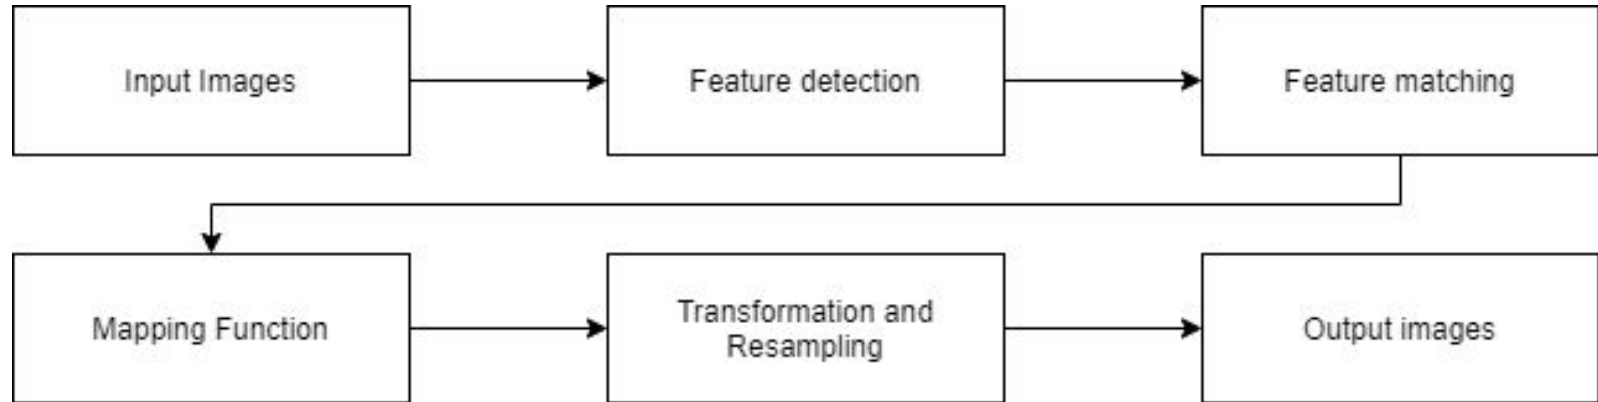 Input Images
Feature detection
Feature matching
Mapping Function
Transformation and
Resampling
Output images